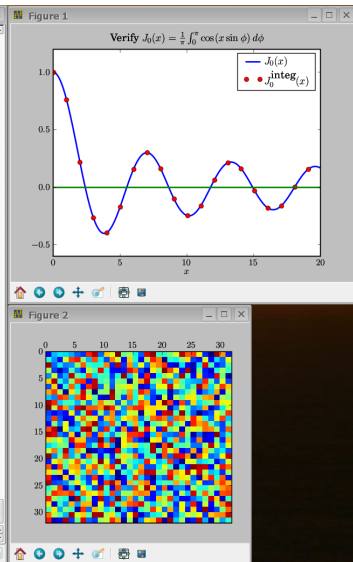 Figure 1
Verify J₀(x) = 1/π ∫₀^π cos(x sin ϕ) dϕ
J₀(x)
J₀^integ(x)
1.0
0.5
0.0
−0.5
0 5 10 15 20
x
Figure 2
0 5 10 15 20 25 30
0
5
10
15
20
25
30